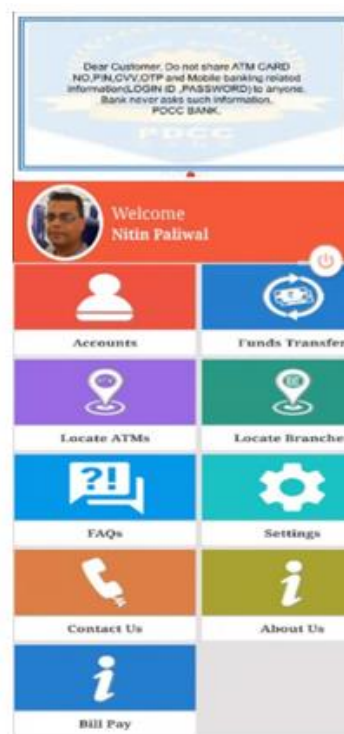 Dear Customer, Do not share ATM CARD
NO,PIN,CVV,OTP and Mobile banking related
information(LOGIN ID ,PASSWORD) to anyone.
Bank never asks such information.
PDCC BANK.
PDCC
BANK
Welcome
Nitin Paliwal
Accounts
Funds Transfer
Locate ATMs
Locate Branche
?!
FAQs
Settings
Contact Us
About Us
Bill Pay